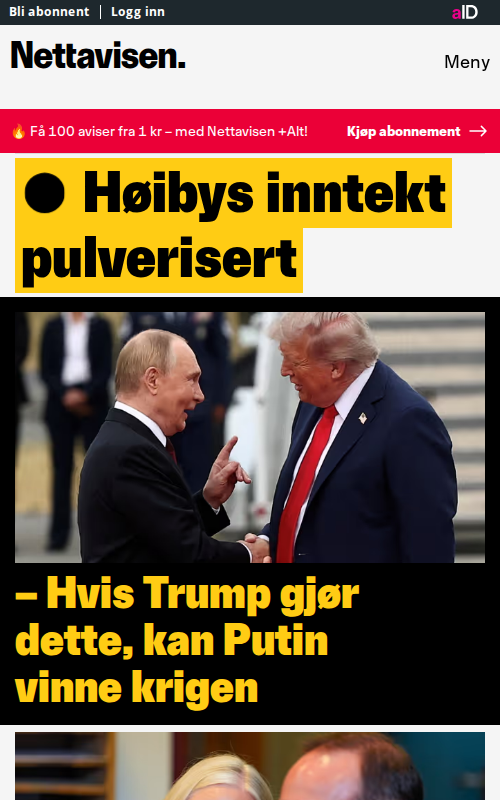 Bli abonnent | Logg inn
aID
Nettavisen.
Meny
🔥 Få 100 aviser fra 1 kr – med Nettavisen +Alt!
Kjøp abonnement →
● Høibys inntekt
pulverisert
– Hvis Trump gjør
dette, kan Putin
vinne krigen